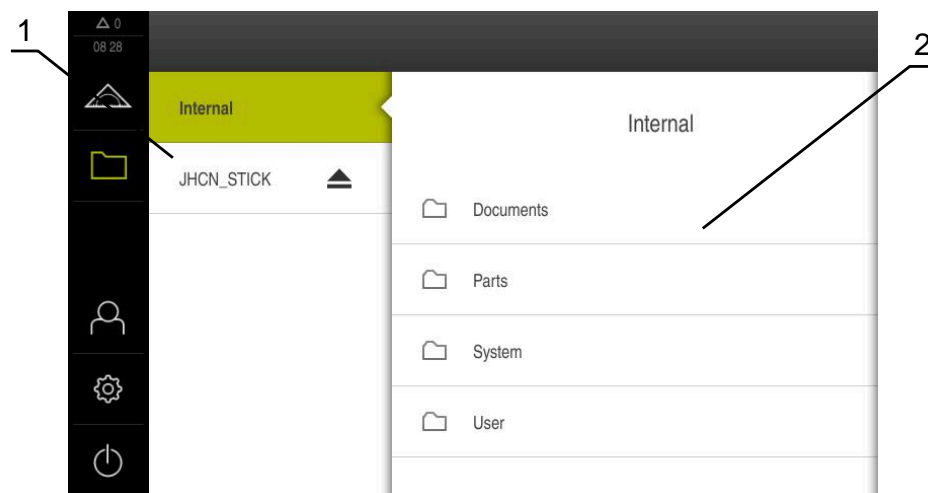 1
2
0
08 28
Internal
JHCN_STICK
Internal
Documents
Parts
System
User